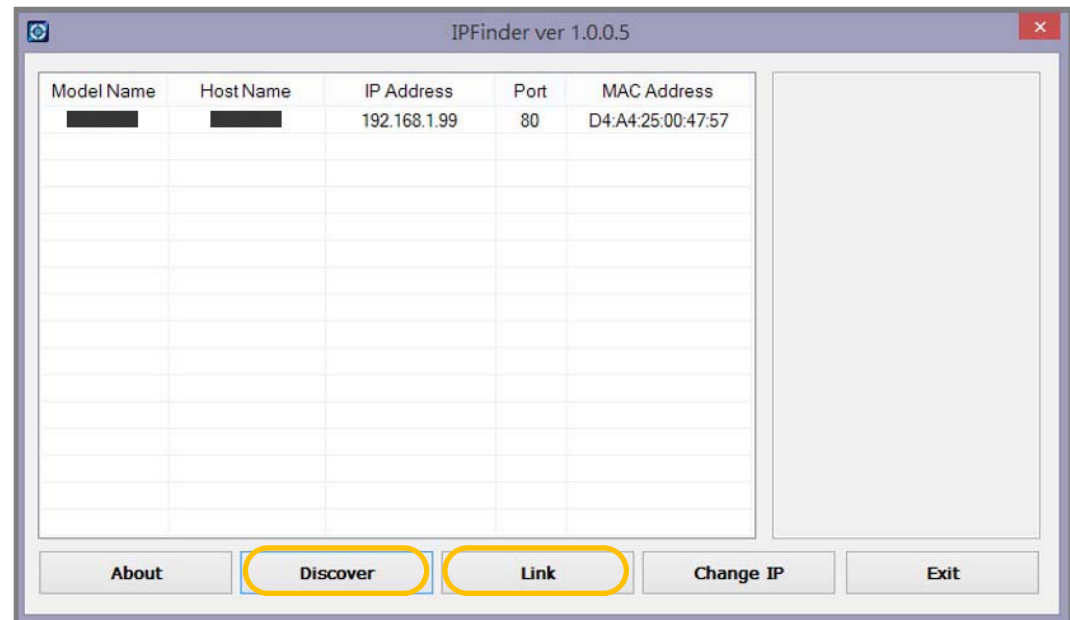 IPFinder ver 1.0.0.5
Model Name Host Name IP Address Port MAC Address
192.168.1.99 80 D4:A4:25:00:47:57
About Discover Link Change IP Exit